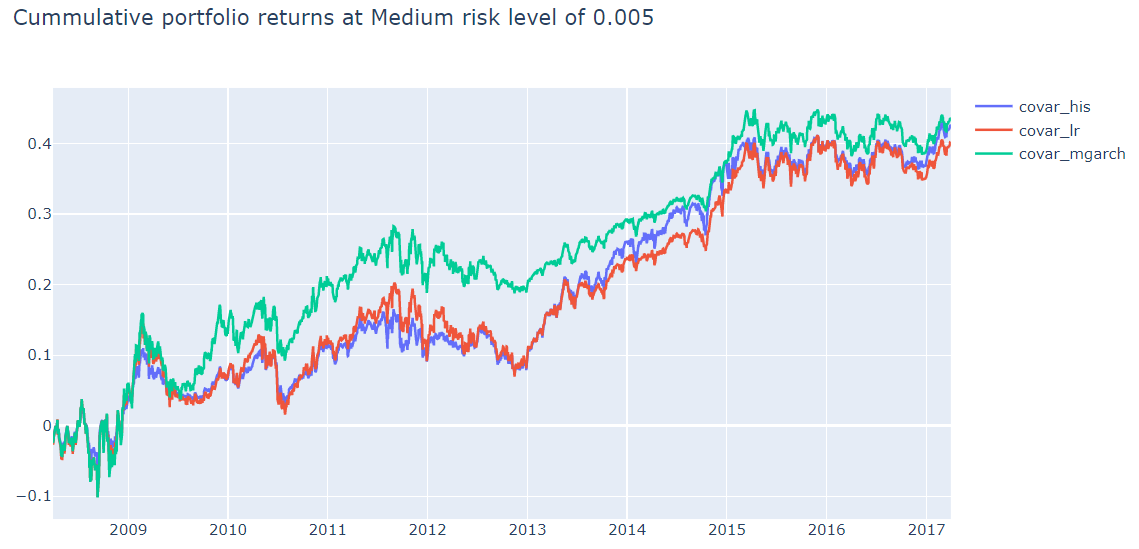 Cummulative portfolio returns at Medium risk level of 0.005
covar_his
covar_lr
covar_mgarch
0.4
0.3
0.2
0.1
0
−0.1
2009 2010 2011 2012 2013 2014 2015 2016 2017